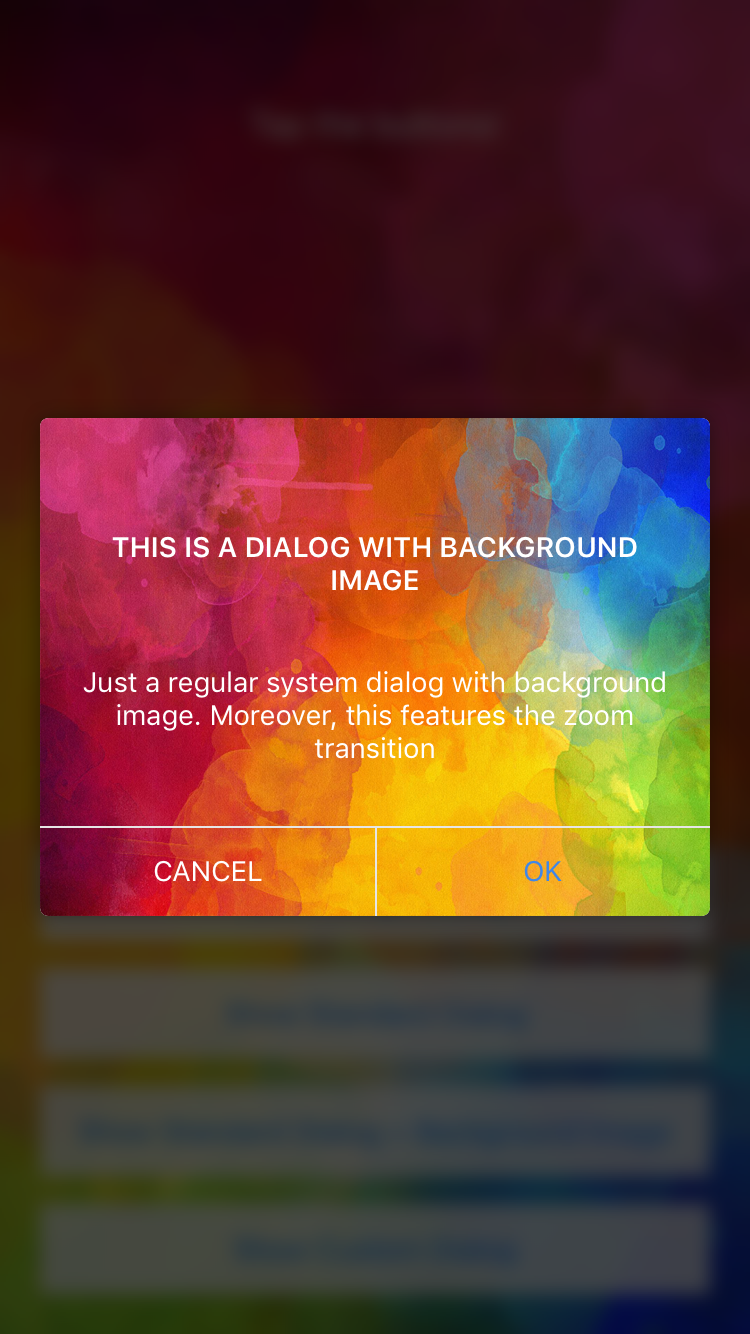 THIS IS A DIALOG WITH BACKGROUND
IMAGE
Just a regular system dialog with background
image. Moreover, this features the zoom
transition
CANCEL
OK